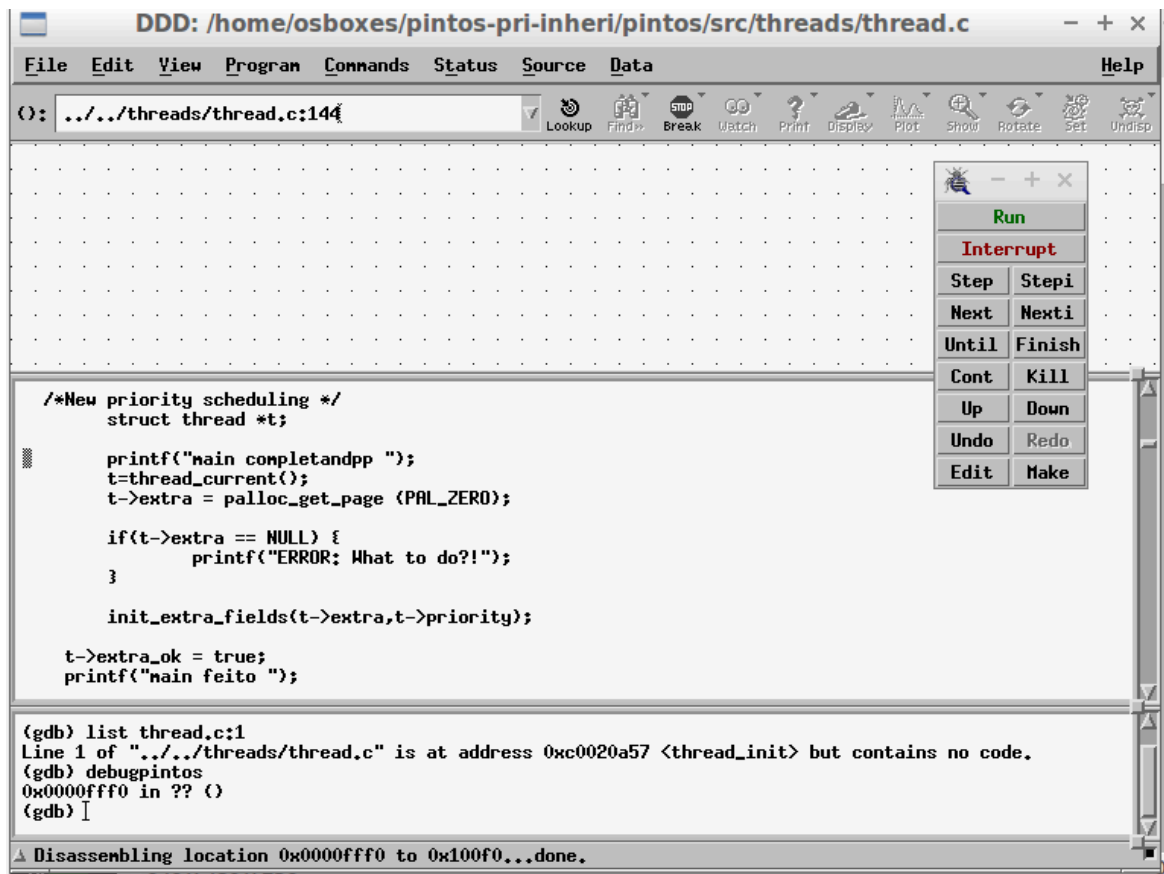 DDD: /home/osboxes/pintos-pri-inheri/pintos/src/threads/thread.c
File Edit View Program Commands Status Source Data Help
(): ../../threads/thread.c:144
Lookup Find» Break Watch Print Display Plot Show Rotate Set Undisp
STOP
Run
Interrupt
Step Stepi
Next Nexti
Until Finish
Cont Kill
Up Down
Undo Redo
Edit Make
/*New priority scheduling */
struct thread *t;
printf("main completandpp ");
t=thread_current();
t->extra = palloc_get_page (PAL_ZERO);
if(t->extra == NULL) {
printf("ERROR: What to do?!");
}
init_extra_fields(t->extra,t->priority);
t->extra_ok = true;
printf("main feito ");
(gdb) list thread.c:1
Line 1 of "../../threads/thread.c" is at address 0xc0020a57 <thread_init> but contains no code.
(gdb) debugpintos
0x0000fff0 in ?? ()
(gdb)
Disassembling location 0x0000fff0 to 0x100f0...done.